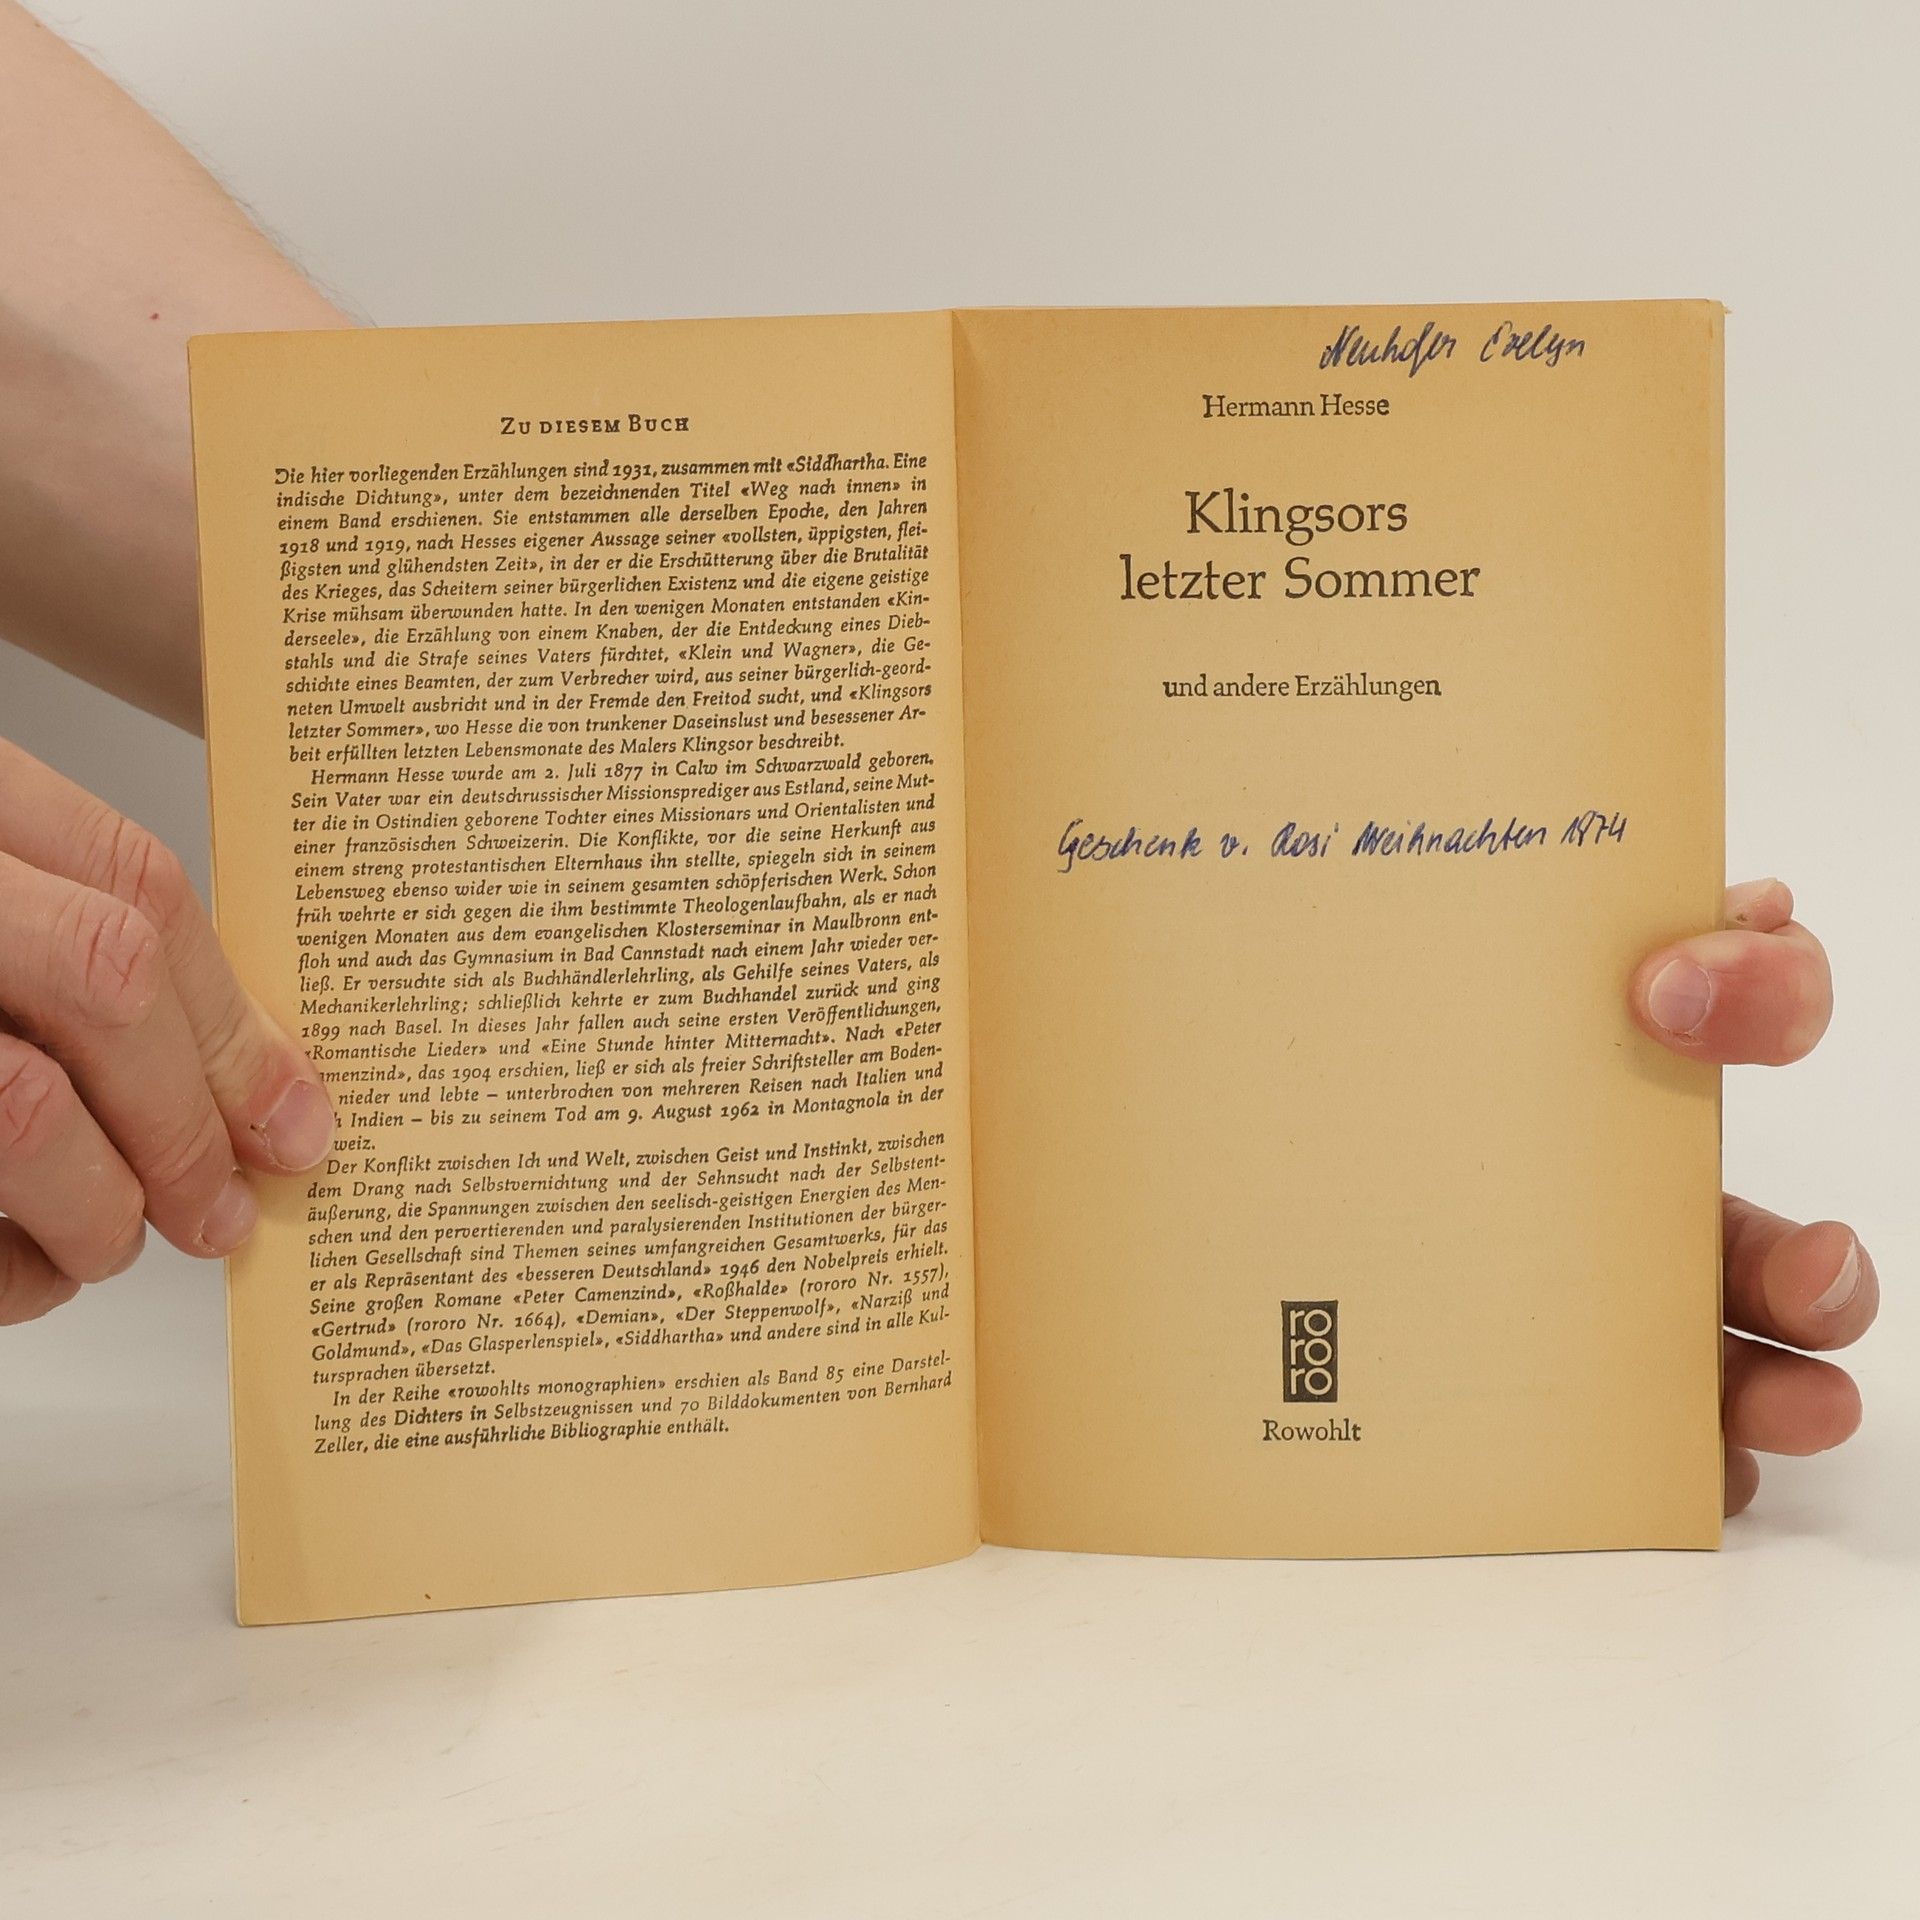 ZU DIESEM BUCH
Die hier vorliegenden Erzählungen sind 1931, zusammen mit «Siddhartha. Eine
indische Dichtung», unter dem bezeichnenden Titel «Weg nach innen» in
einem Band erschienen. Sie entstammen alle derselben Epoche, den Jahren
1918 und 1919, nach Hesses eigener Aussage seiner «vollsten, üppigsten, flei-
ßigsten und glühendsten Zeit», in der er die Erschütterung über die Brutalität
des Krieges, das Scheitern seiner bürgerlichen Existenz und die eigene geistige
Krise mühsam überwunden hatte. In den wenigen Monaten entstanden «Kin-
derseele», die Erzählung von einem Knaben, der die Entdeckung eines Dieb-
stahls und die Strafe seines Vaters fürchtet, «Klein und Wagner», die Ge-
schichte eines Beamten, der zum Verbrecher wird, aus seiner bürgerlich-geord-
neten Umwelt ausbricht und in der Fremde den Freitod sucht, und «Klingsors
letzter Sommer», wo Hesse die von trunkener Daseinslust und besessener Ar-
beit erfüllten letzten Lebensmonate des Malers Klingsor beschreibt.
Hermann Hesse wurde am 2. Juli 1877 in Calw im Schwarzwald geboren.
Sein Vater war ein deutschrussischer Missionsprediger aus Estland, seine Mut-
ter die in Ostindien geborene Tochter eines Missionars und Orientalisten und
einer französischen Schweizerin. Die Konflikte, vor die seine Herkunft aus
einem streng protestantischen Elternhaus ihn stellte, spiegeln sich in seinem
Lebensweg ebenso wider wie in seinem gesamten schöpferischen Werk. Schon
früh wehrte er sich gegen die ihm bestimmte Theologenlaufbahn, als er nach
wenigen Monaten aus dem evangelischen Klosterseminar in Maulbronn ent-
floh und auch das Gymnasium in Bad Cannstadt nach einem Jahr wieder ver-
ließ. Er versuchte sich als Buchhändlerlehrling, als Gehilfe seines Vaters, als
Mechanikerlehrling; schließlich kehrte er zum Buchhandel zurück und ging
1899 nach Basel. In dieses Jahr fallen auch seine ersten Veröffentlichungen,
«Romantische Lieder» und «Eine Stunde hinter Mitternacht». Nach «Peter
amenzind», das 1904 erschien, ließ er sich als freier Schriftsteller am Boden-
nieder und lebte – unterbrochen von mehreren Reisen nach Italien und
h Indien – bis zu seinem Tod am 9. August 1962 in Montagnola in der
weiz.
Der Konflikt zwischen Ich und Welt, zwischen Geist und Instinkt, zwischen
dem Drang nach Selbstvernichtung und der Sehnsucht nach der Selbstent-
äußerung, die Spannungen zwischen den seelisch-geistigen Energien des Men-
schen und den pervertierenden und paralysierenden Institutionen der bürger-
lichen Gesellschaft sind Themen seines umfangreichen Gesamtwerks, für das
er als Repräsentant des «besseren Deutschland» 1946 den Nobelpreis erhielt.
Seine großen Romane «Peter Camenzind», «Roßhalde» (rororo Nr. 1557),
«Gertrud» (rororo Nr. 1664), «Demian», «Der Steppenwolf», «Narziß und
Goldmund», «Das Glasperlenspiel», «Siddhartha» und andere sind in alle Kul-
tursprachen übersetzt.
In der Reihe «rowohlts monographien» erschien als Band 85 eine Darstel-
lung des Dichters in Selbstzeugnissen und 70 Bilddokumenten von Bernhard
Zeller, die eine ausführliche Bibliographie enthält.
Neuhofer Evelyn
Hermann Hesse
Klingsors
letzter Sommer
und andere Erzählungen
Geschenk v. Rosi Weihnachten 1974
ro
ro
ro
Rowohlt